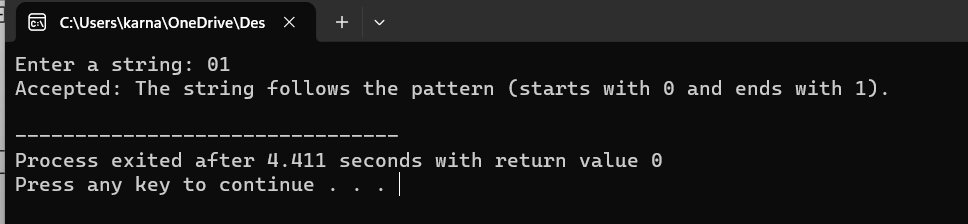 C:\Users\karna\OneDrive\Des
Enter a string: 01
Accepted: The string follows the pattern (starts with 0 and ends with 1).
--------------------------------
Process exited after 4.411 seconds with return value 0
Press any key to continue . . .